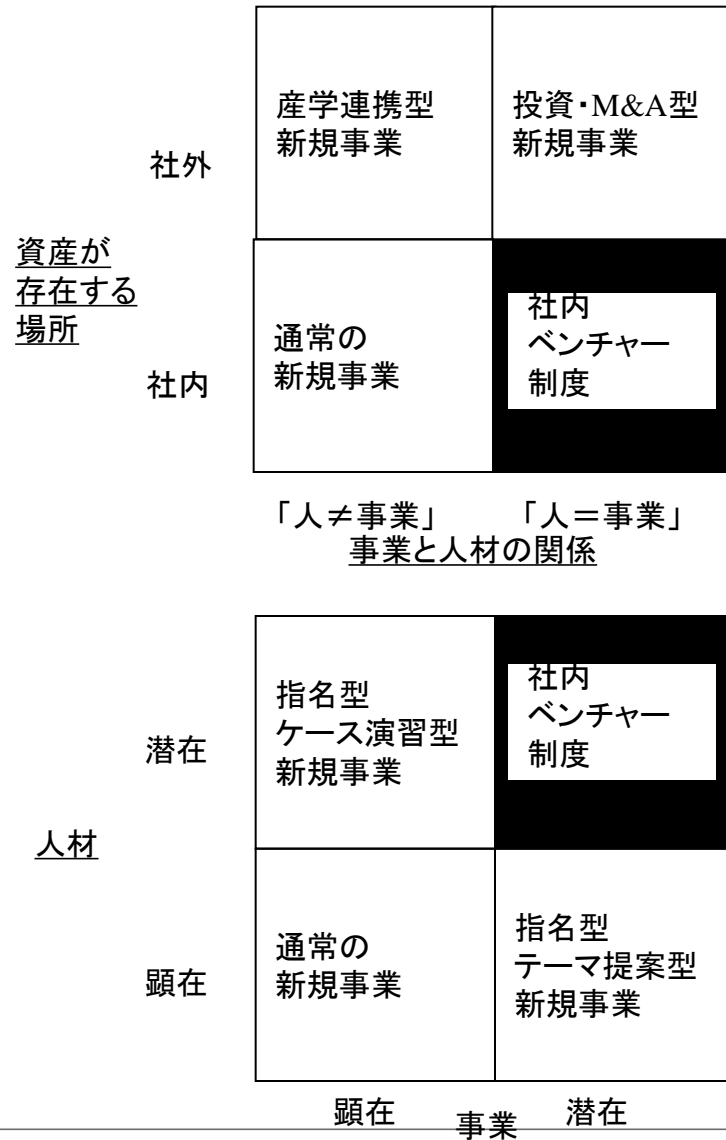 産学連携型
新規事業
投資・M&A型
新規事業
社外
資産が
存在する
場所
通常の
新規事業
社内
ベンチャー
制度
社内
「人≠事業」
「人＝事業」
事業と人材の関係
指名型
ケース演習型
新規事業
社内
ベンチャー
制度
潜在
人材
通常の
新規事業
指名型
テーマ提案型
新規事業
顕在
顕在
事業
潜在